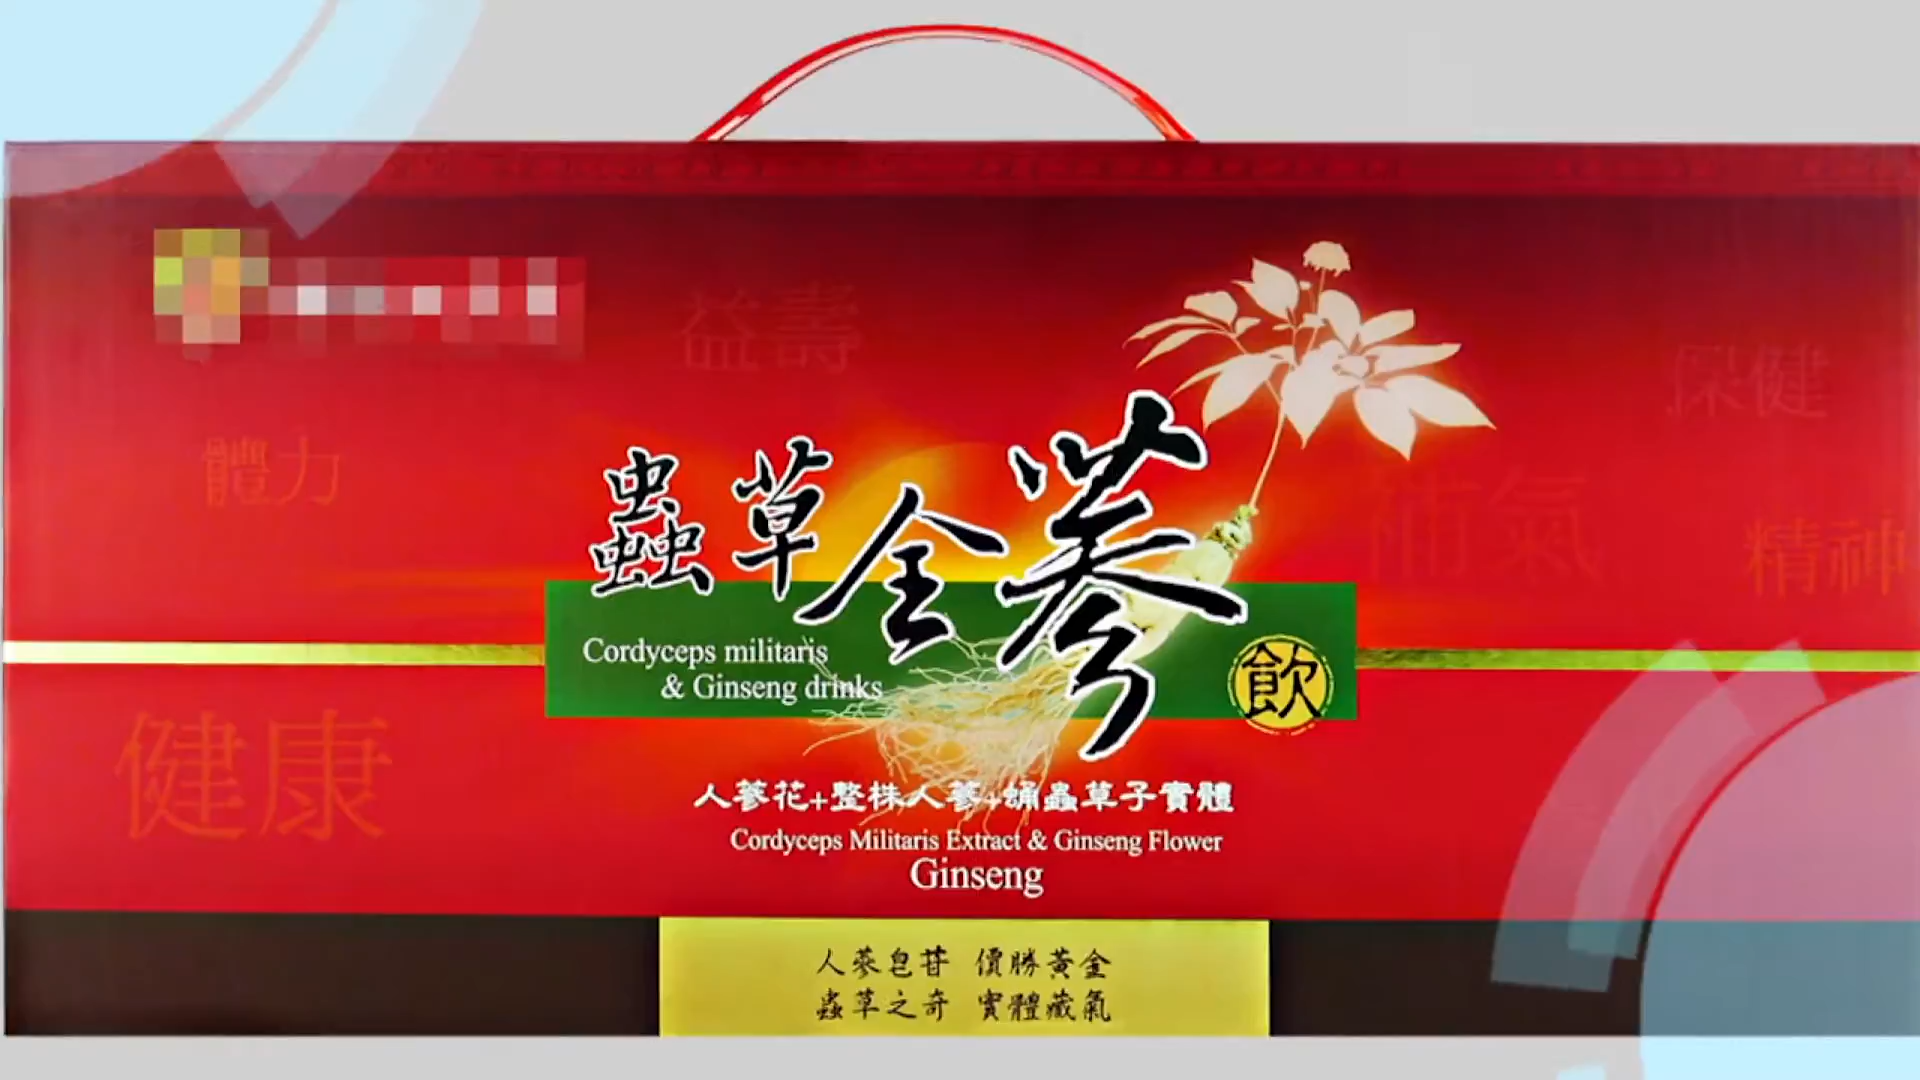 益壽
保健
體力
補氣
精神
蟲草全蔘
Cordyceps militaris
& Ginseng drinks
飲
健康
人蔘花+整株人蔘+蛹蟲草子實體
Cordyceps Militaris Extract & Ginseng Flower
Ginseng
人蔘皂苷 價勝黃金
蟲草之奇 實體藏氣